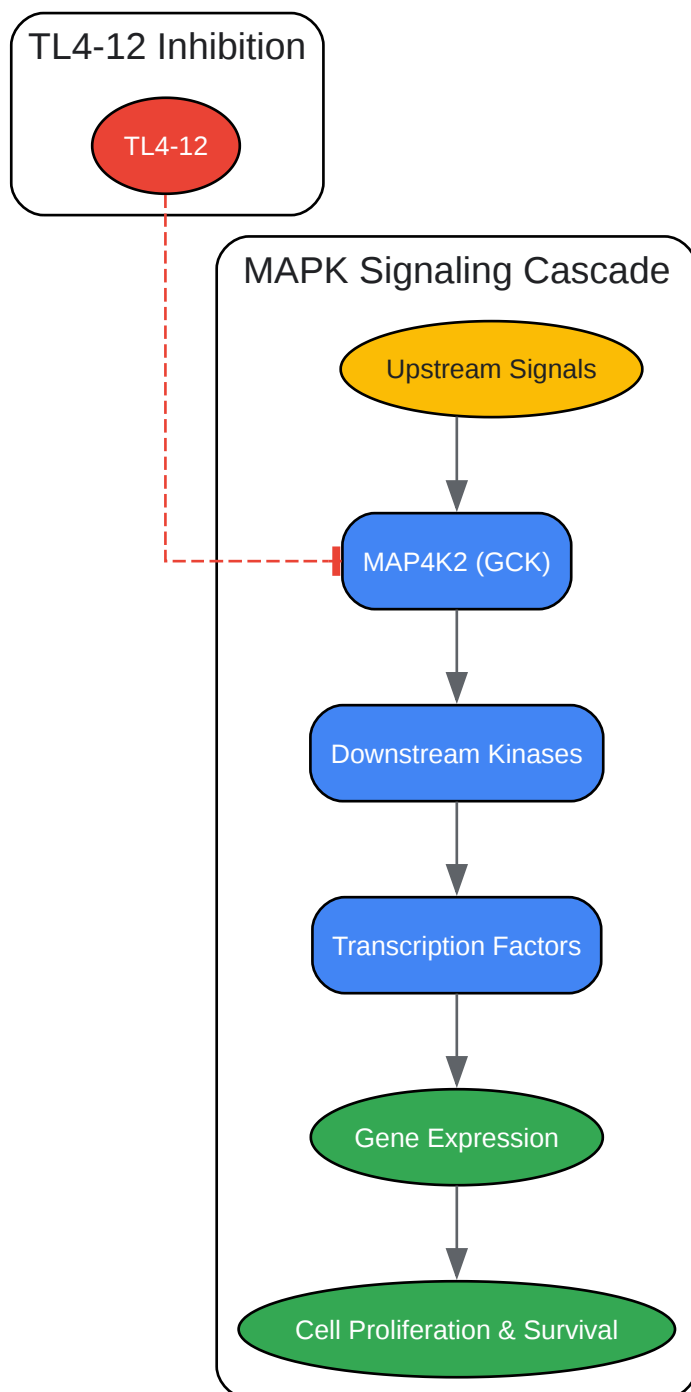 TL4-12 Inhibition
TL4-12
MAPK Signaling Cascade
Upstream Signals
MAP4K2 (GCK)
Downstream Kinases
Transcription Factors
Gene Expression
Cell Proliferation & Survival